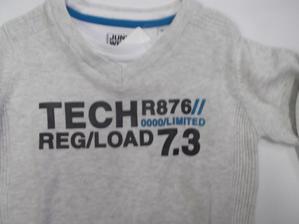 TECH R876//
0000/LIMITED
REG/LOAD 7.3